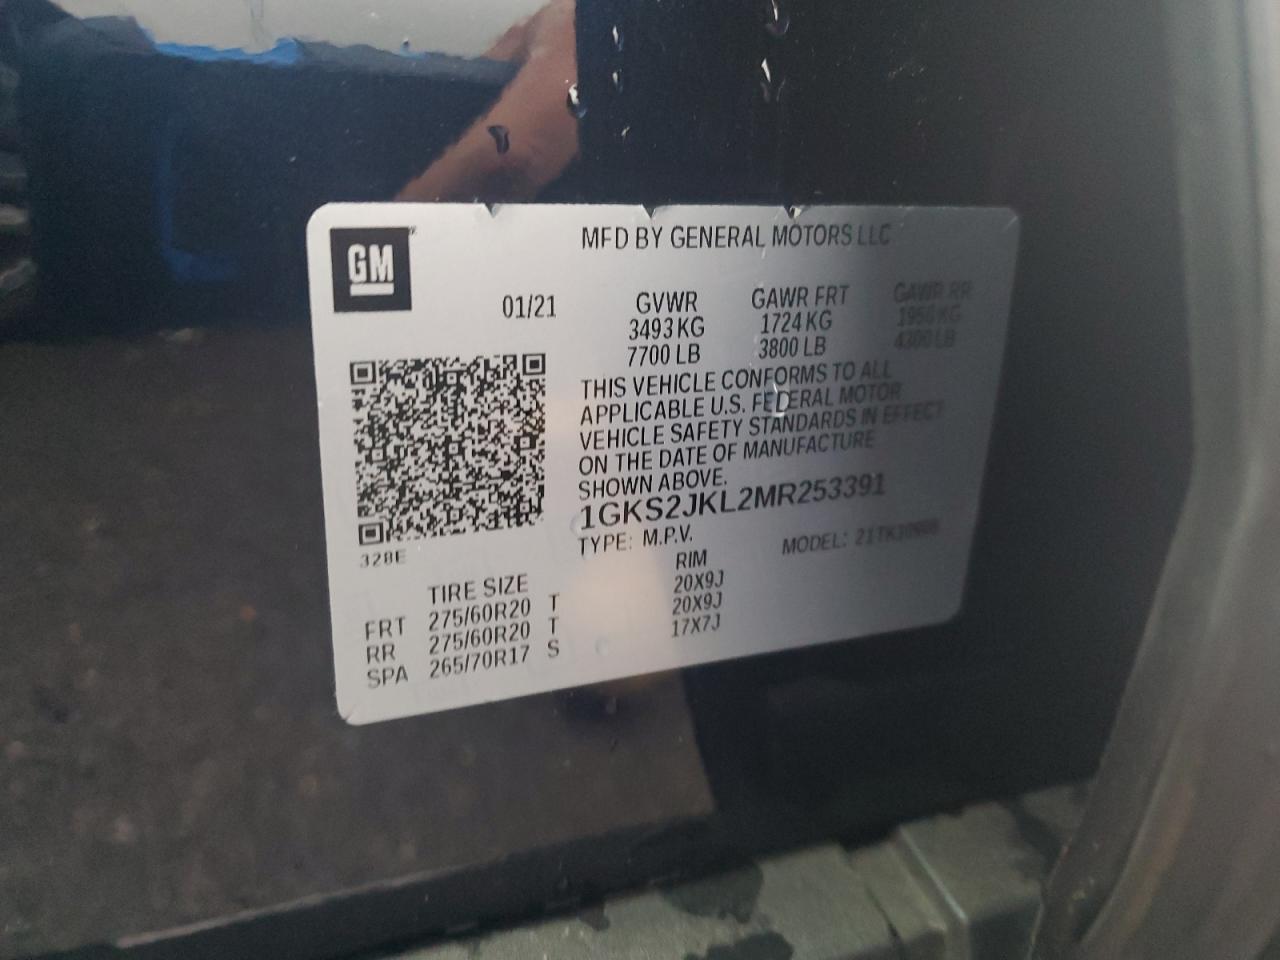 GM
MFD BY GENERAL MOTORS LLC
01/21 GVWR GAWR FRT GAWR RR
3493 KG 1724 KG 1950 KG
7700 LB 3800 LB 4300 LB
THIS VEHICLE CONFORMS TO ALL
APPLICABLE U.S. FEDERAL MOTOR
VEHICLE SAFETY STANDARDS IN EFFECT
ON THE DATE OF MANUFACTURE
SHOWN ABOVE.
1GKS2JKL2MR253391
TYPE: M.P.V. MODEL:
328E
TIRE SIZE RIM
FRT 275/60R20 T 20X9J
RR 275/60R20 T 20X9J
SPA 265/70R17 S 17X7J